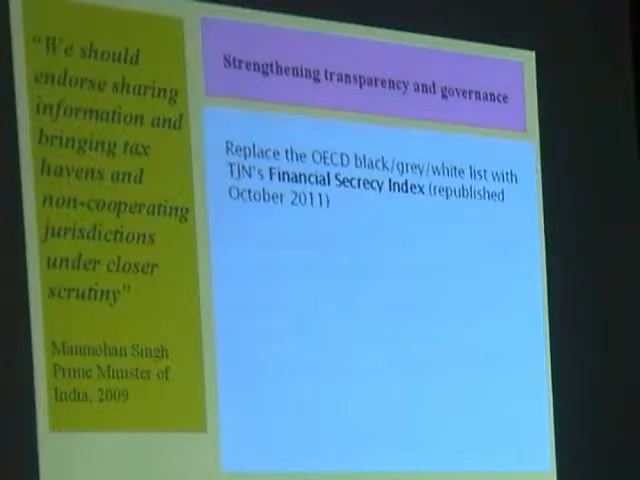 "We should
endorse sharing
information and
bringing tax
havens and
non-cooperating
jurisdictions
under closer
scrutiny"
Manmohan Singh
Prime Minister of
India, 2009
Strengthening transparency and governance
Replace the OECD black/grey/white list with
TJN's Financial Secrecy Index (republished
October 2011)